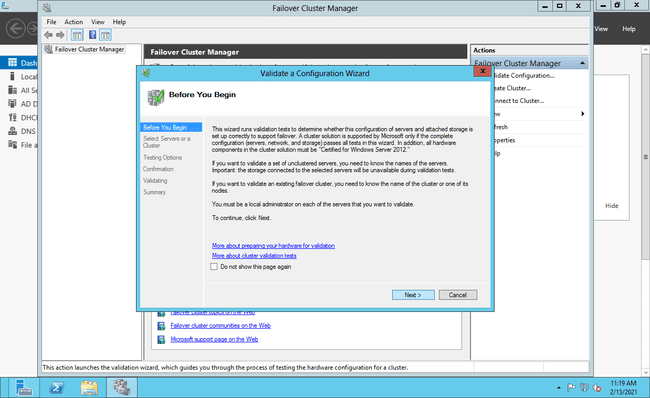 Failover Cluster Manager
File Action View Help
View Help
Failover Cluster Manager
Failover Cluster Manager
Actions
Failover Cluster Manager
Validate a Configuration Wizard
Before You Begin
Before You Begin
Select Servers or a
Cluster
Testing Options
Confirmation
Validating
Summary
This wizard runs validation tests to determine whether this configuration of servers and attached storage is
set up correctly to support failover. A cluster solution is supported by Microsoft only if the complete
configuration (servers, network, and storage) passes all tests in this wizard. In addition, all hardware
components in the cluster solution must be "Certified for Windows Server 2012."
If you want to validate a set of unclustered servers, you need to know the names of the servers.
Important: the storage connected to the selected servers will be unavailable during validation tests.
If you want to validate an existing failover cluster, you need to know the name of the cluster or one of its
nodes.
You must be a local administrator on each of the servers that you want to validate.
To continue, click Next.
More about preparing your hardware for validation
More about cluster validation tests
Do not show this page again
Next >
Cancel
alidate Configuration...
eate Cluster...
nnect to Cluster...
ew
fresh
operties
elp
Dash
Local
All Se
AD D
DHCP
DNS
File a
Hide
Failover cluster topics on the Web
Failover cluster communities on the Web
Microsoft support page on the Web
This action launches the validation wizard, which guides you through the process of testing the hardware configuration for a cluster.
11:19 AM
2/13/2021